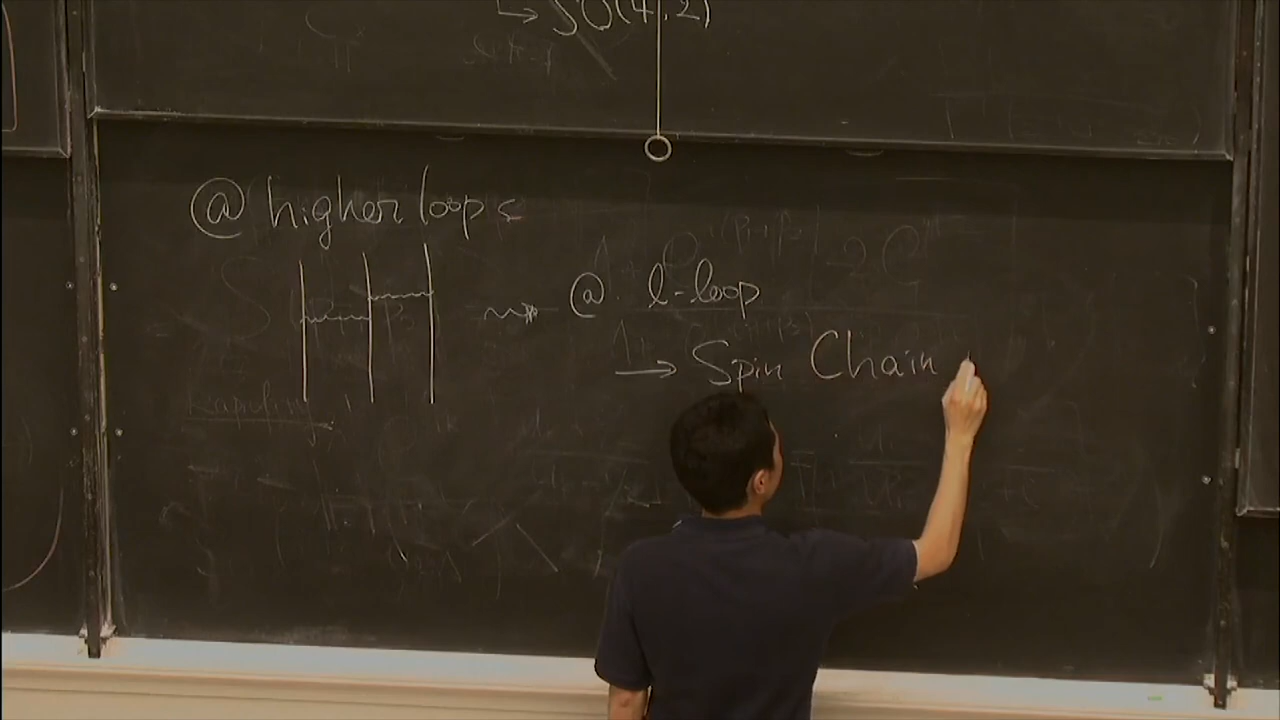 ↳ SO(4,2)
@ higher loops
⇝ @ l-loop
→ Spin Chain